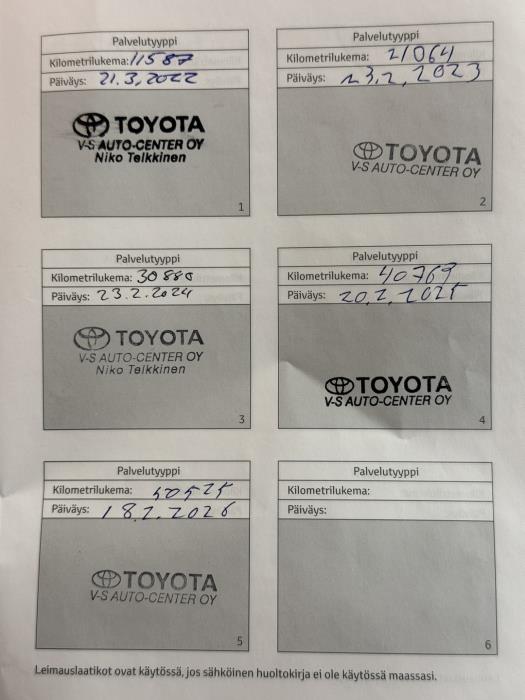 Palvelutyyppi
Kilometrilukema: 11587
Päiväys: 21.3.2022
TOYOTA
V-S AUTO-CENTER OY
Niko Telkkinen
1
Palvelutyyppi
Kilometrilukema: 21064
Päiväys: 23.2.2023
TOYOTA
V-S AUTO-CENTER OY
2
Palvelutyyppi
Kilometrilukema: 30880
Päiväys: 23.2.2024
TOYOTA
V-S AUTO-CENTER OY
Niko Telkkinen
3
Palvelutyyppi
Kilometrilukema: 40769
Päiväys: 20.2.2025
TOYOTA
V-S AUTO-CENTER OY
4
Palvelutyyppi
Kilometrilukema: 50525
Päiväys: 18.2.2026
TOYOTA
V-S AUTO-CENTER OY
5
Palvelutyyppi
Kilometrilukema:
Päiväys:
6
Leimauslaatikot ovat käytössä, jos sähköinen huoltokirja ei ole käytössä maassasi.